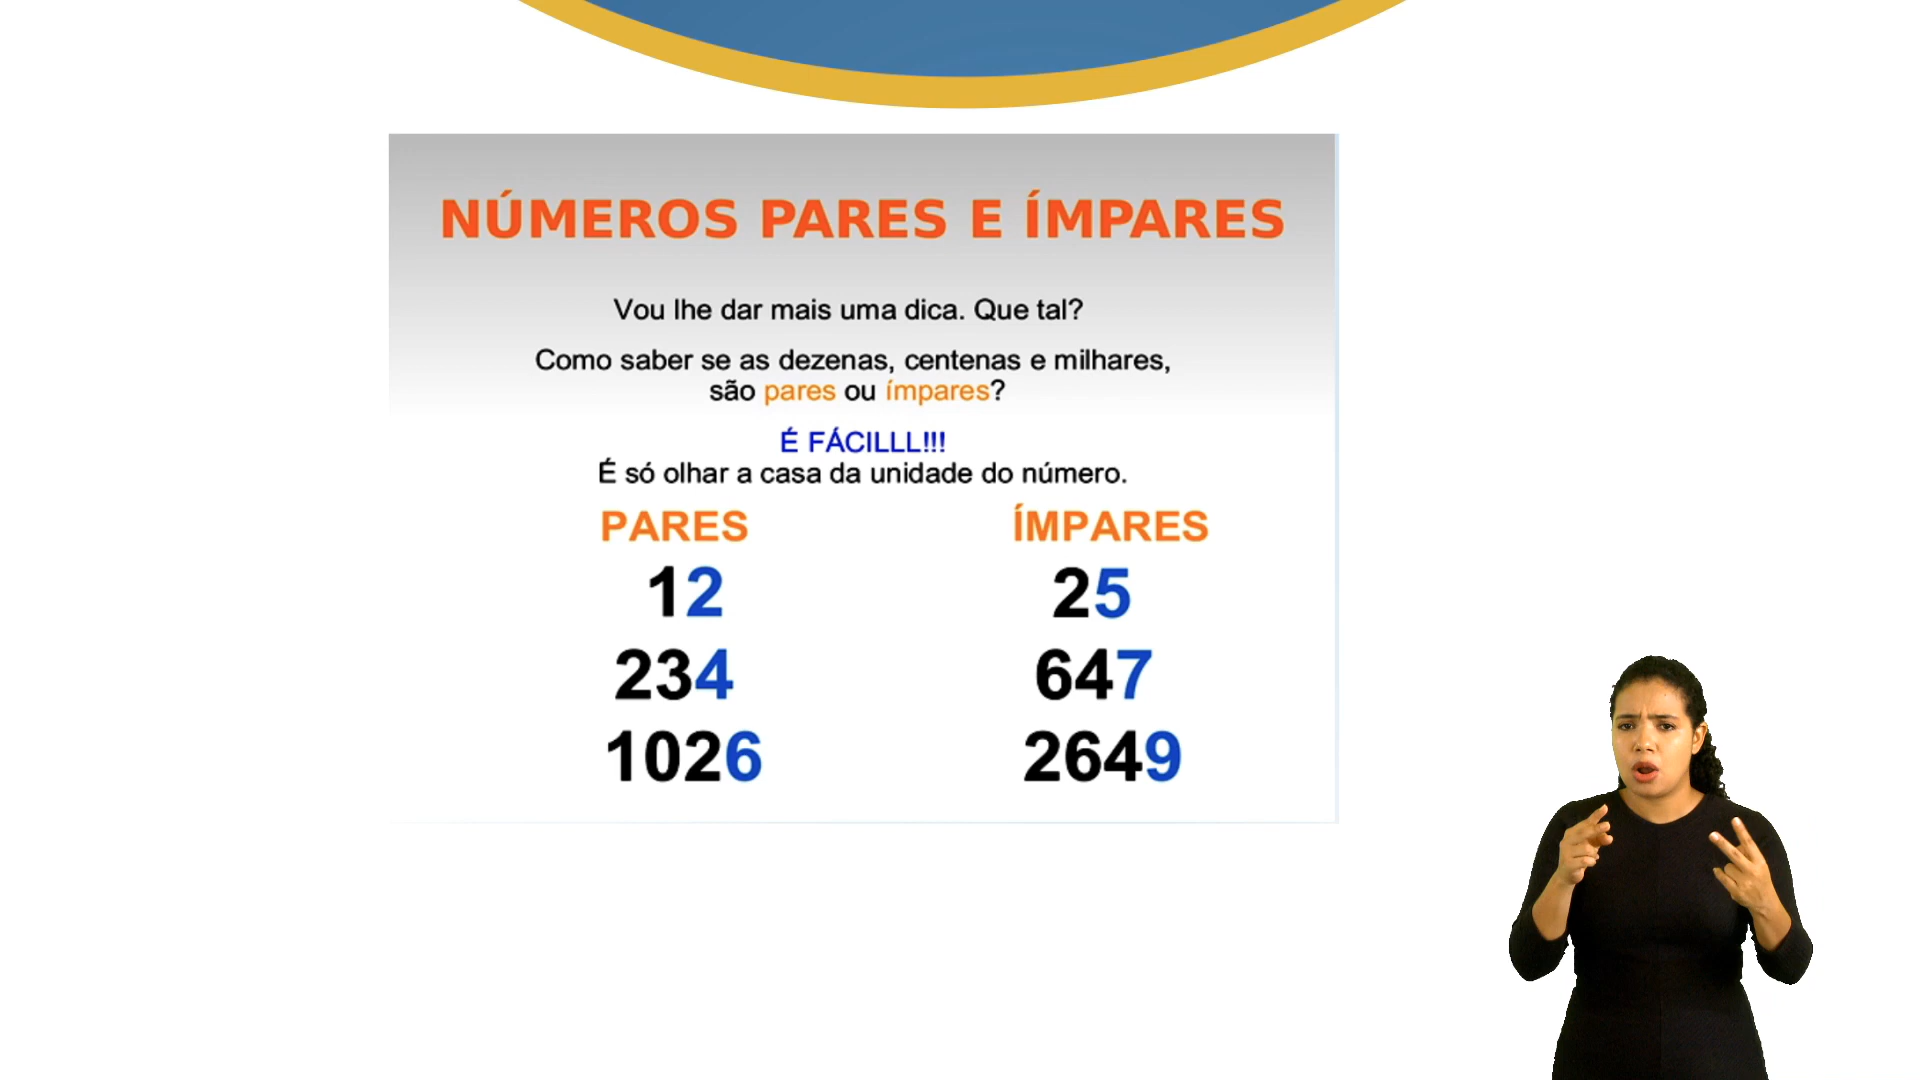 NÚMEROS PARES E ÍMPARES
Vou lhe dar mais uma dica. Que tal?
Como saber se as dezenas, centenas e milhares,
são pares ou ímpares?
É FÁCILLL!!!
É só olhar a casa da unidade do número.
PARES ÍMPARES
12 25
234 647
1026 2649